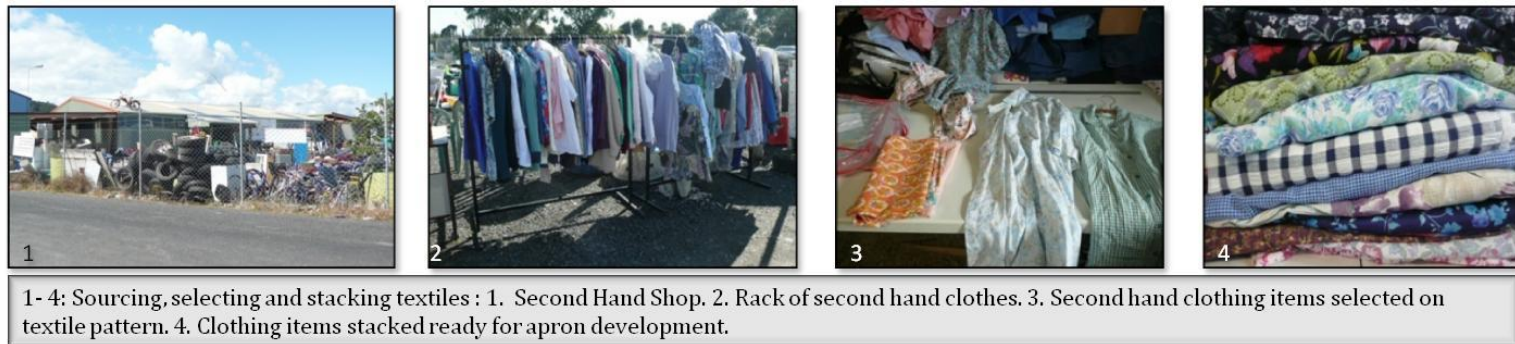 1
2
3
4
1- 4: Sourcing, selecting and stacking textiles : 1. Second Hand Shop. 2. Rack of second hand clothes. 3. Second hand clothing items selected on
textile pattern. 4. Clothing items stacked ready for apron development.